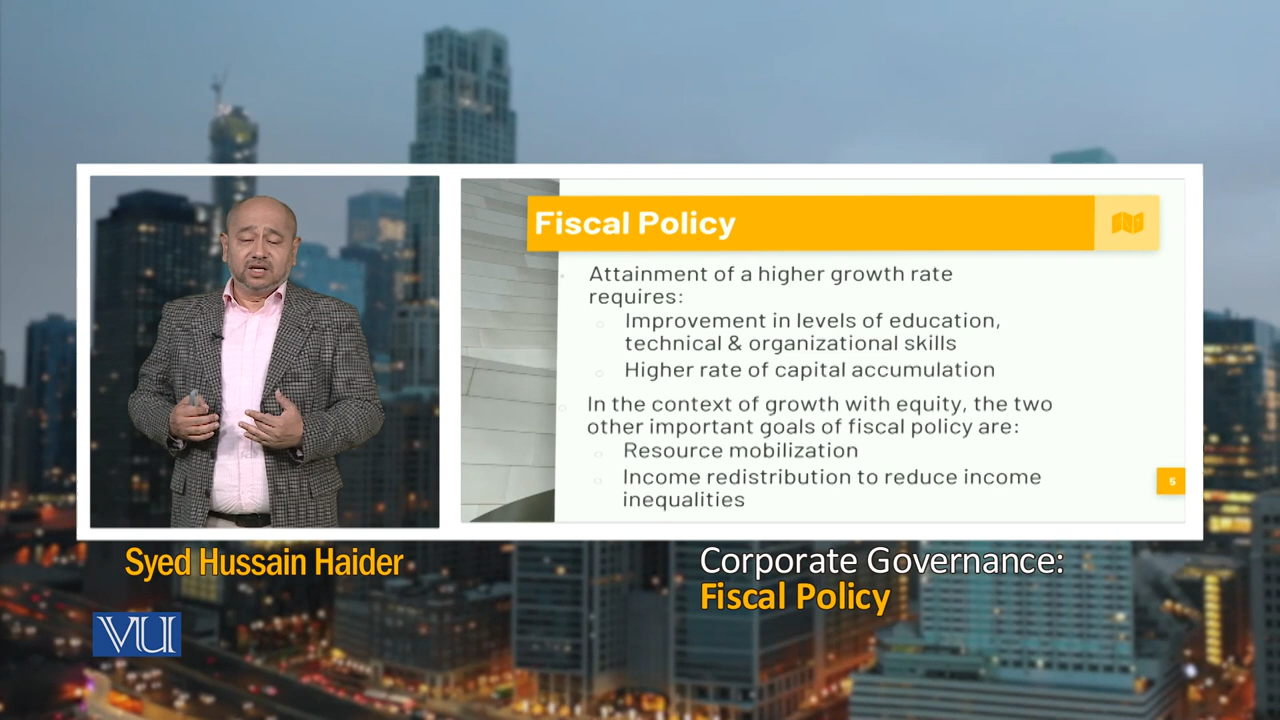 Fiscal Policy
Attainment of a higher growth rate
requires:
Improvement in levels of education,
technical & organizational skills
Higher rate of capital accumulation
In the context of growth with equity, the two
other important goals of fiscal policy are:
Resource mobilization
Income redistribution to reduce income
inequalities
5
Syed Hussain Haider
Corporate Governance:
Fiscal Policy
VU